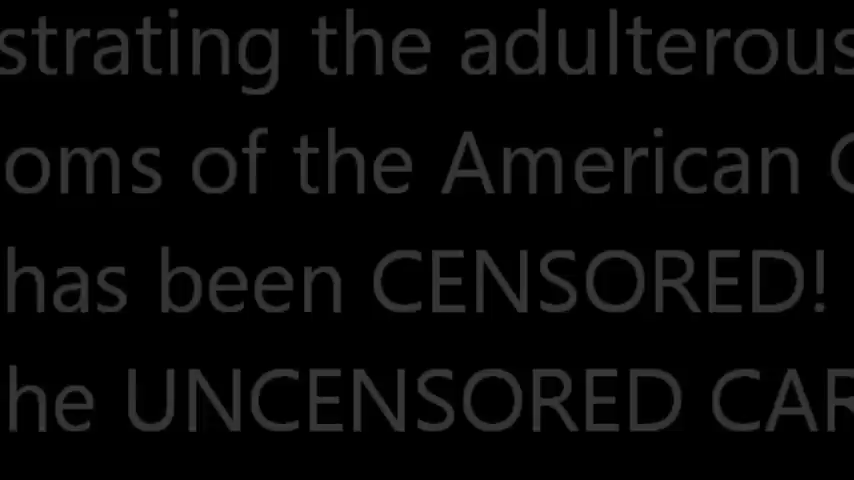 strating the adulterous
oms of the American
has been CENSORED!
he UNCENSORED CAR